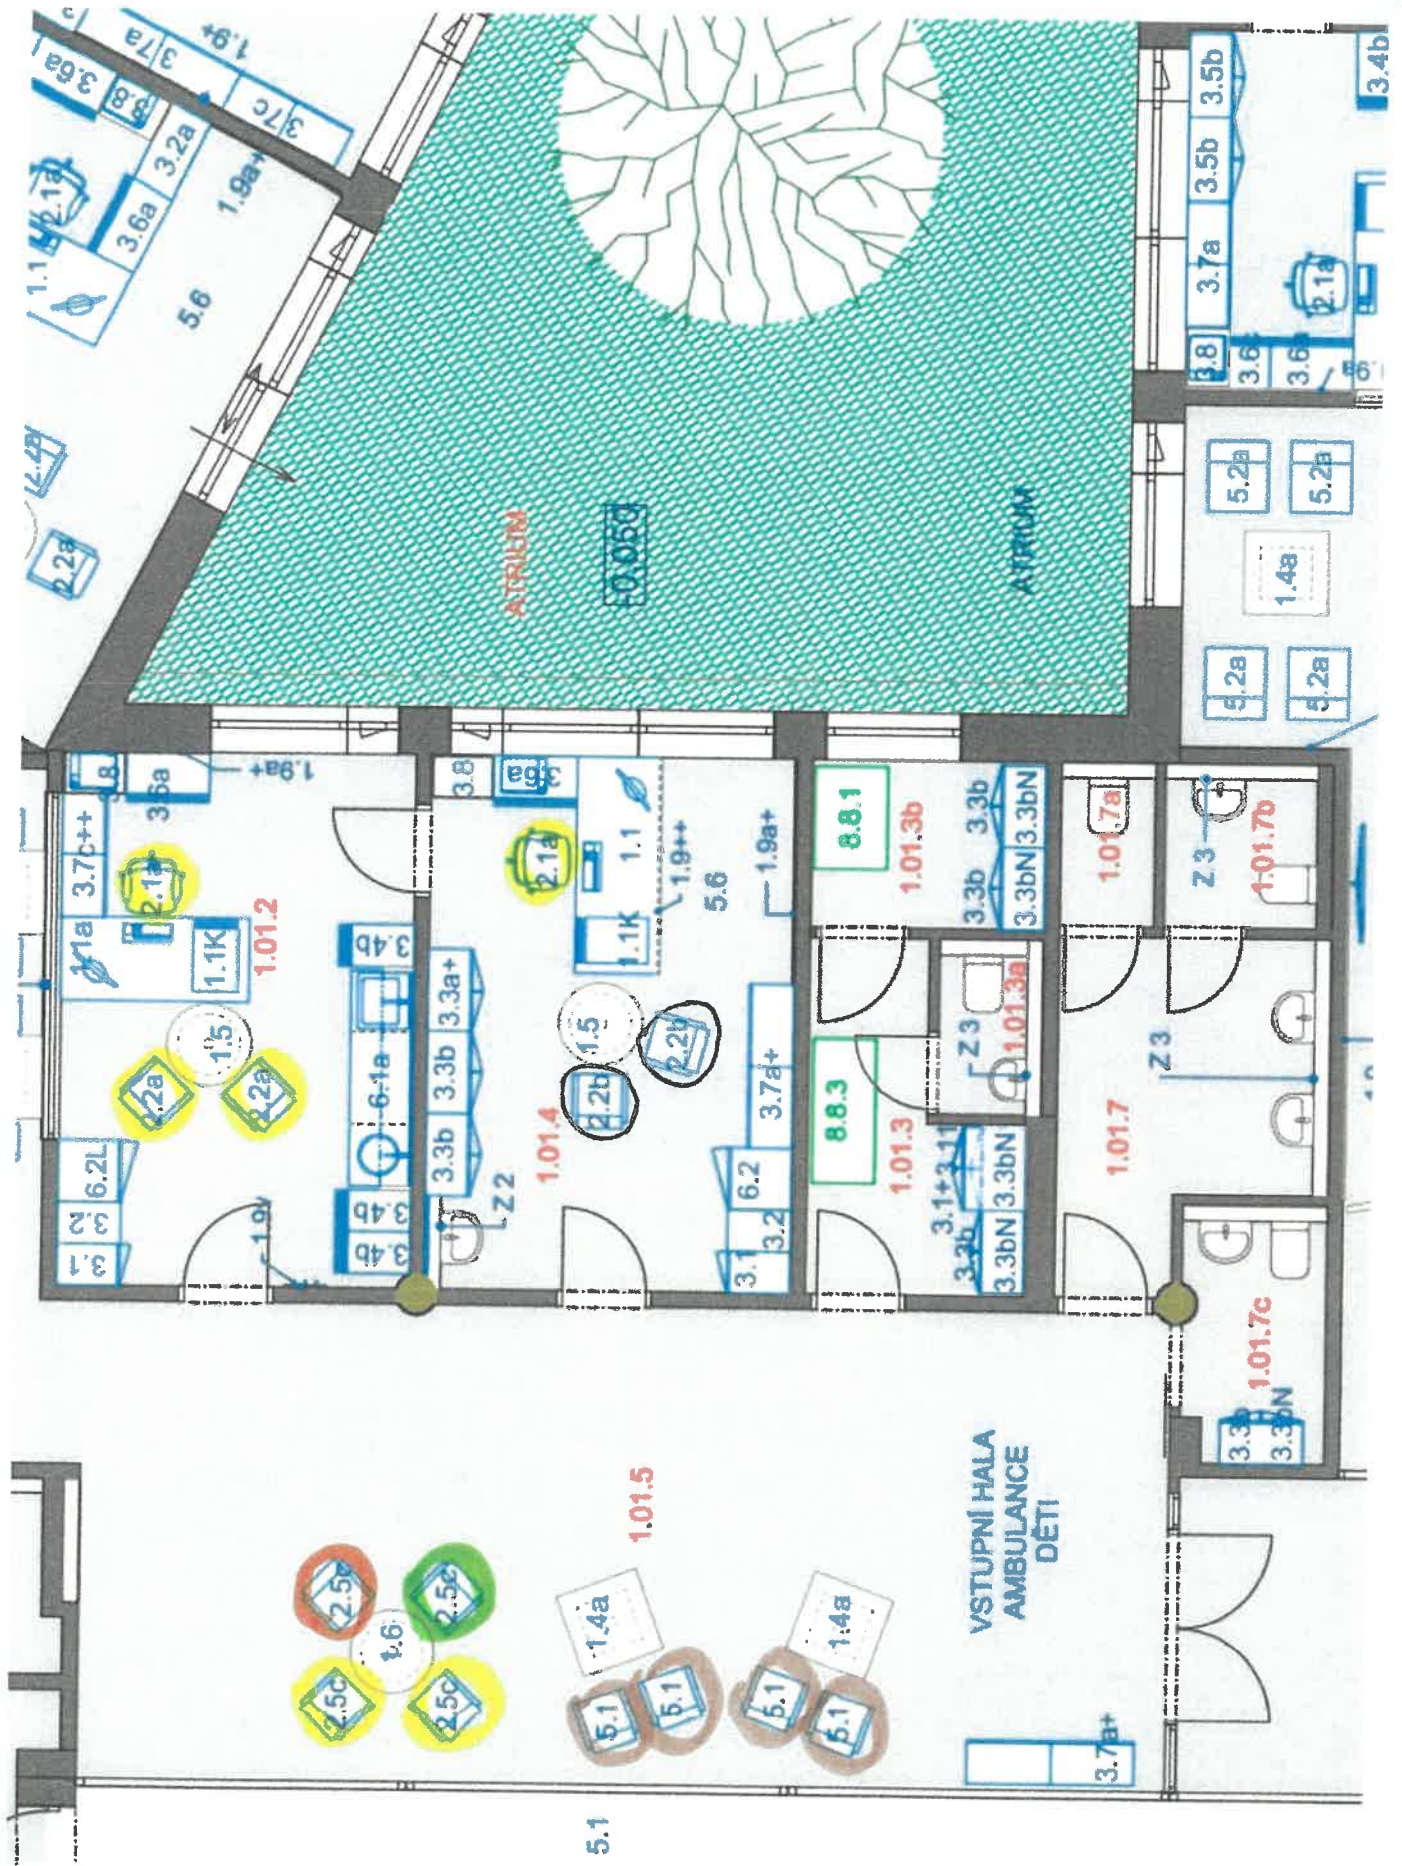 3.6a
3.8
2.1a
1.1
3.6a
3.2a
3.7a
1.9+
3.7c
1.9a+
5.6
2.2a
2.2a
3.5b
3.5b
3.7a
3.8
2.1a
3.4b
5.2a
5.2a
5.2a
5.2a
1.4a
ATRIUM
-0.050
ATRIUM
3.8
3.6a
1.9a+
3.7c++
2.1a
1.1a
1.1K
1.01.2
1.5
2.2a
2.2a
3.4b
6.1a
3.4b
3.4b
6.2L
3.2
3.1
3.8
2.1a
1.1
1.1K
1.9++
5.6
1.9a+
3.3a+
3.3b
3.3b
1.5
2.2b
2.2b
1.01.4
3.7a+
6.2
3.2
3.1
Z2
8.8.1
1.01.3b
3.3b
3.3b
3.3bN
3.3bN
Z3
1.01.3a
8.8.3
1.01.3
3.1+3.11
3.3b
3.3bN
3.3bN
1.01.7a
Z3
1.01.7b
Z3
1.01.7
1.01.7c
3.3b
3.3bN
1.01.5
2.5c
2.5c
2.5c
2.5c
1.6
1.4a
1.4a
5.1
5.1
5.1
5.1
VSTUPNÍ HALA
AMBULANCE
DĚTI
3.7a+
5.1